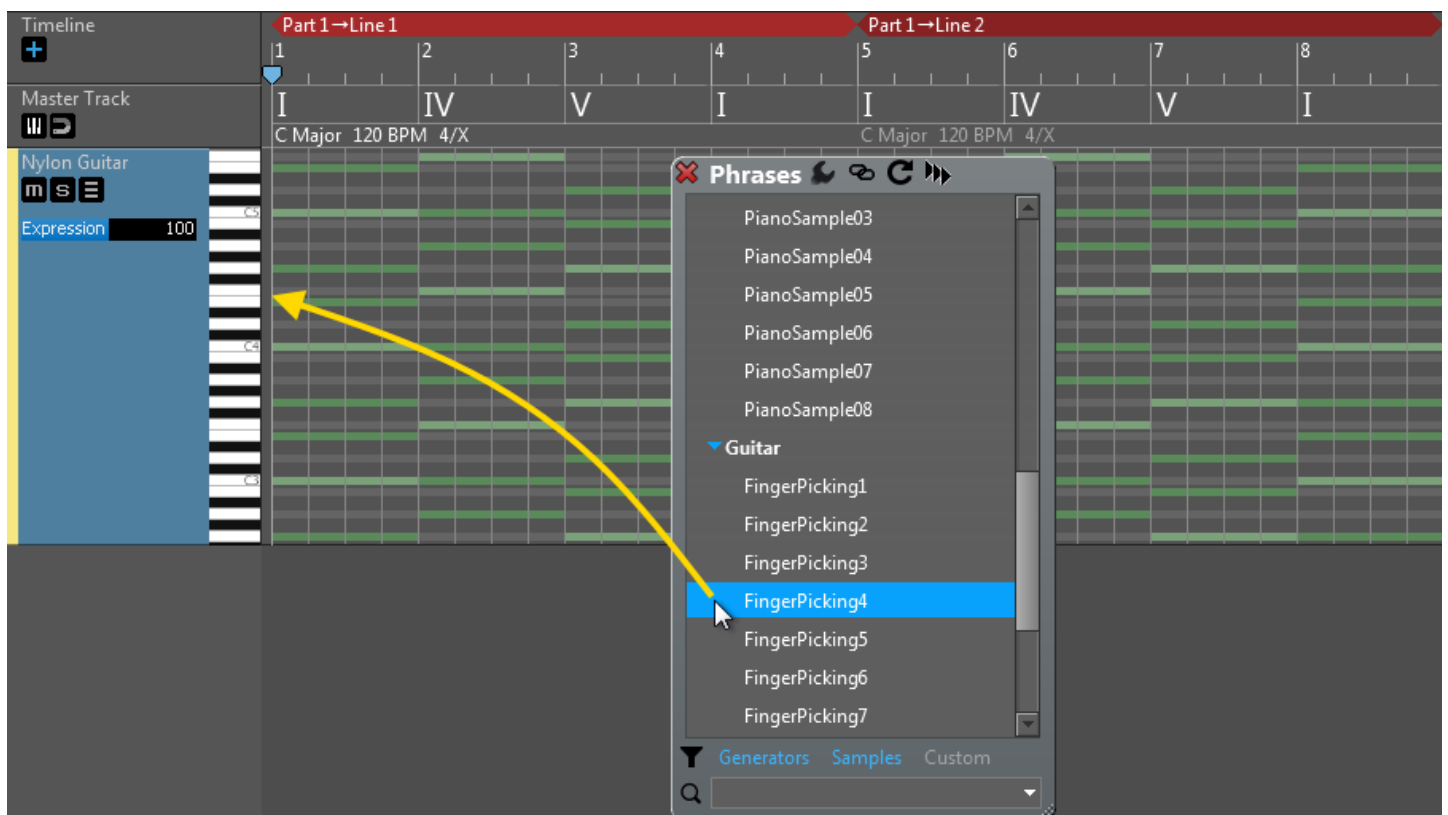 Timeline
Part 1→Line 1
Part 1→Line 2
1 2 3 4 5 6 7 8
Master Track
I IV V I I IV V I
C Major 120 BPM 4/X
C Major 120 BPM 4/X
Nylon Guitar
m s
C5
Expression 100
C4
C3
Phrases
PianoSample03
PianoSample04
PianoSample05
PianoSample06
PianoSample07
PianoSample08
Guitar
FingerPicking1
FingerPicking2
FingerPicking3
FingerPicking4
FingerPicking5
FingerPicking6
FingerPicking7
Generators Samples Custom